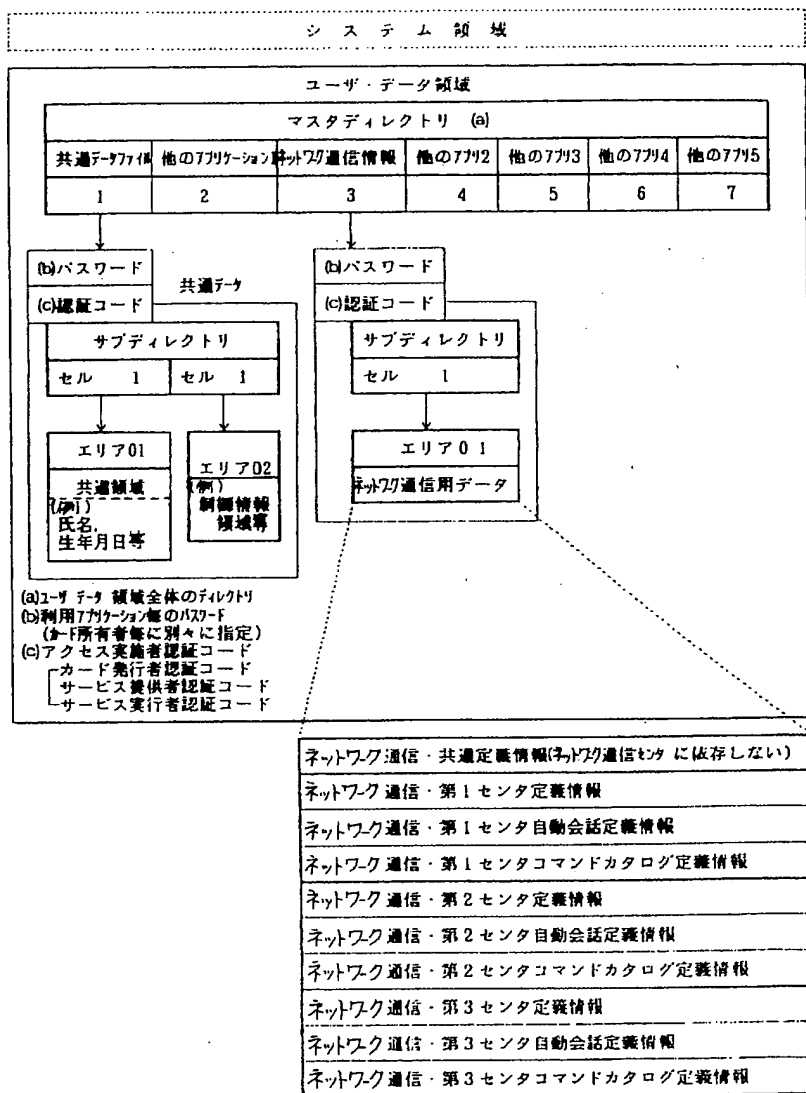 システム領域
ユーザ・データ領域
マスタディレクトリ (a)
共通データファイル 他のアプリケーション1 ネットワーク通信情報 他のアプリ2 他のアプリ3 他のアプリ4 他のアプリ5
1 2 3 4 5 6 7
(b)パスワード
(c)認証コード
共通データ
サブディレクトリ
セル 1 セル 1
エリア01
共通領域
(例)
氏名,
生年月日等
エリア02
(例)
制御情報
領域等
(b)パスワード
(c)認証コード
サブディレクトリ
セル 1
エリア01
ネットワーク通信用データ
(a)ユーザ データ 領域全体のディレクトリ
(b)利用アプリケーション毎のパスワード
(カード所有者毎に別々に指定)
(c)アクセス実施者認証コード
カード発行者認証コード
サービス提供者認証コード
サービス実行者認証コード
ネットワーク通信・共通定義情報(ネットワーク通信センタ に依存しない)
ネットワーク通信・第1センタ定義情報
ネットワーク通信・第1センタ自動会話定義情報
ネットワーク通信・第1センタコマンドカタログ定義情報
ネットワーク通信・第2センタ定義情報
ネットワーク通信・第2センタ自動会話定義情報
ネットワーク通信・第2センタコマンドカタログ定義情報
ネットワーク通信・第3センタ定義情報
ネットワーク通信・第3センタ自動会話定義情報
ネットワーク通信・第3センタコマンドカタログ定義情報